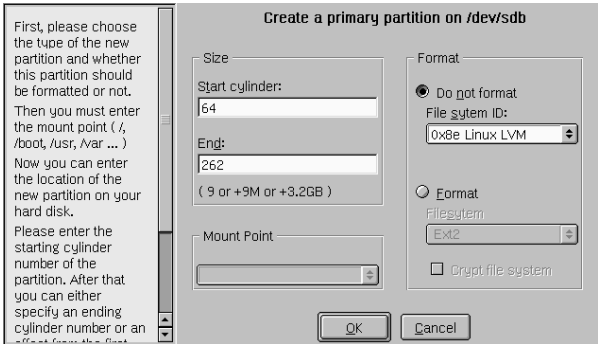 Create a primary partition on /dev/sdb
First, please choose
the type of the new
partition and whether
this partition should
be formatted or not.
Then you must enter
the mount point ( /,
/boot, /usr, /var ... )
Now you can enter
the location of the
new partition on your
hard disk.
Please enter the
starting cylinder
number of the
partition. After that
you can either
specify an ending
cylinder number or an
offset from the first
Size
Start cylinder:
64
End:
262
( 9 or +9M or +3.2GB )
Mount Point
Format
Do not format
File sytem ID:
0x8e Linux LVM
Format
Filesytem
Ext2
Crypt file system
OK
Cancel